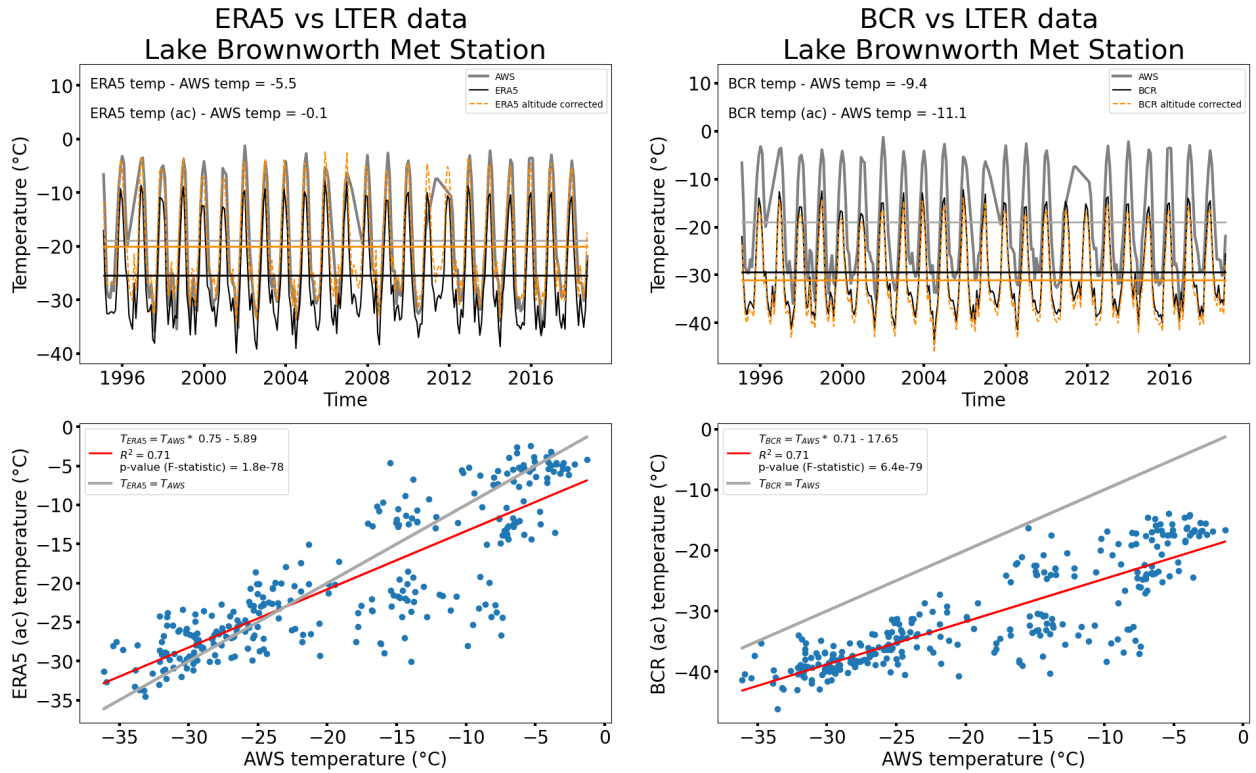 ERA5 vs LTER data
Lake Brownworth Met Station
ERA5 temp - AWS temp = -5.5
ERA5 temp (ac) - AWS temp = -0.1
AWS
ERA5
ERA5 altitude corrected
Temperature (°C)
10
0
−10
−20
−30
−40
1996 2000 2004 2008 2012 2016
Time
BCR vs LTER data
Lake Brownworth Met Station
BCR temp - AWS temp = -9.4
BCR temp (ac) - AWS temp = -11.1
AWS
BCR
BCR altitude corrected
Temperature (°C)
10
0
−10
−20
−30
−40
1996 2000 2004 2008 2012 2016
Time
T_ERA5 = T_AWS * 0.75 - 5.89
R² = 0.71
p-value (F-statistic) = 1.8e-78
T_ERA5 = T_AWS
ERA5 (ac) temperature (°C)
0
−5
−10
−15
−20
−25
−30
−35
−35 −30 −25 −20 −15 −10 −5 0
AWS temperature (°C)
T_BCR = T_AWS * 0.71 - 17.65
R² = 0.71
p-value (F-statistic) = 6.4e-79
T_BCR = T_AWS
BCR (ac) temperature (°C)
0
−10
−20
−30
−40
−35 −30 −25 −20 −15 −10 −5 0
AWS temperature (°C)